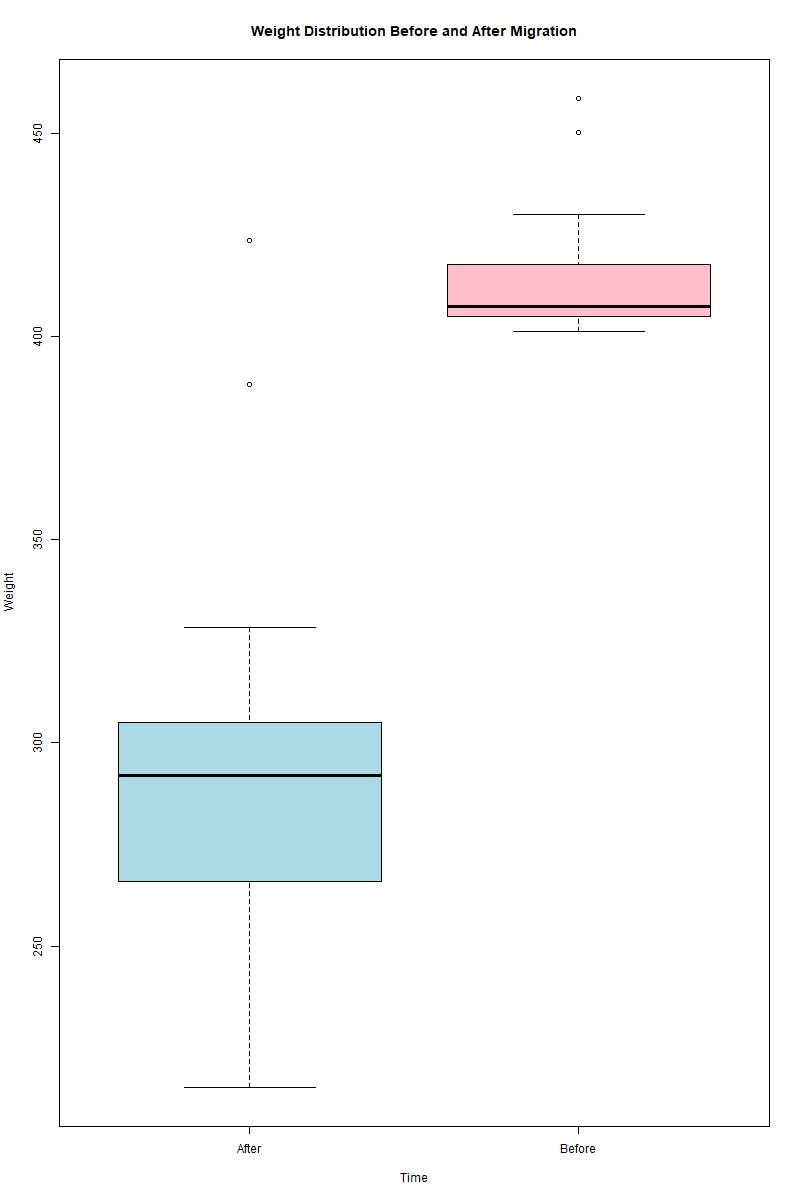 Weight Distribution Before and After Migration
450
400
350
300
250
Weight
After
Before
Time